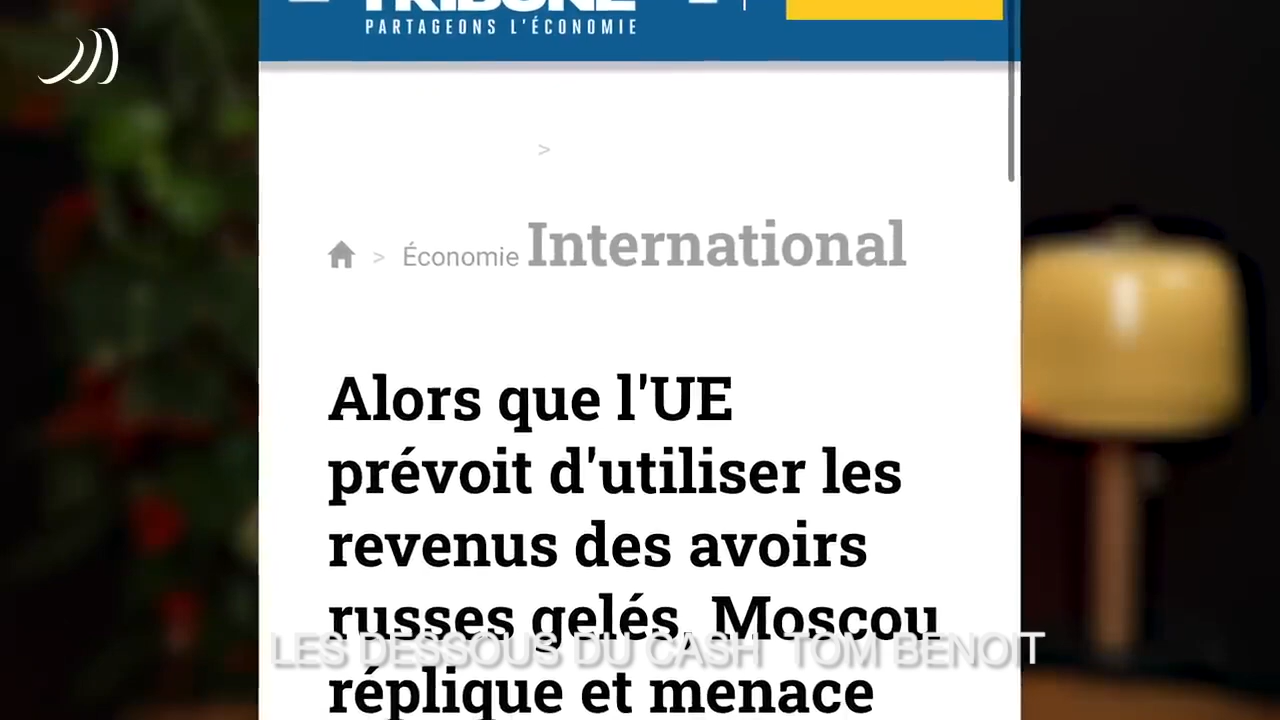 TRIBUNE
PARTAGEONS L'ÉCONOMIE
>
> Économie International
Alors que l'UE
prévoit d'utiliser les
revenus des avoirs
russes gelés, Moscou
réplique et menace
LES DESSOUS DU CASH TOM BENOIT